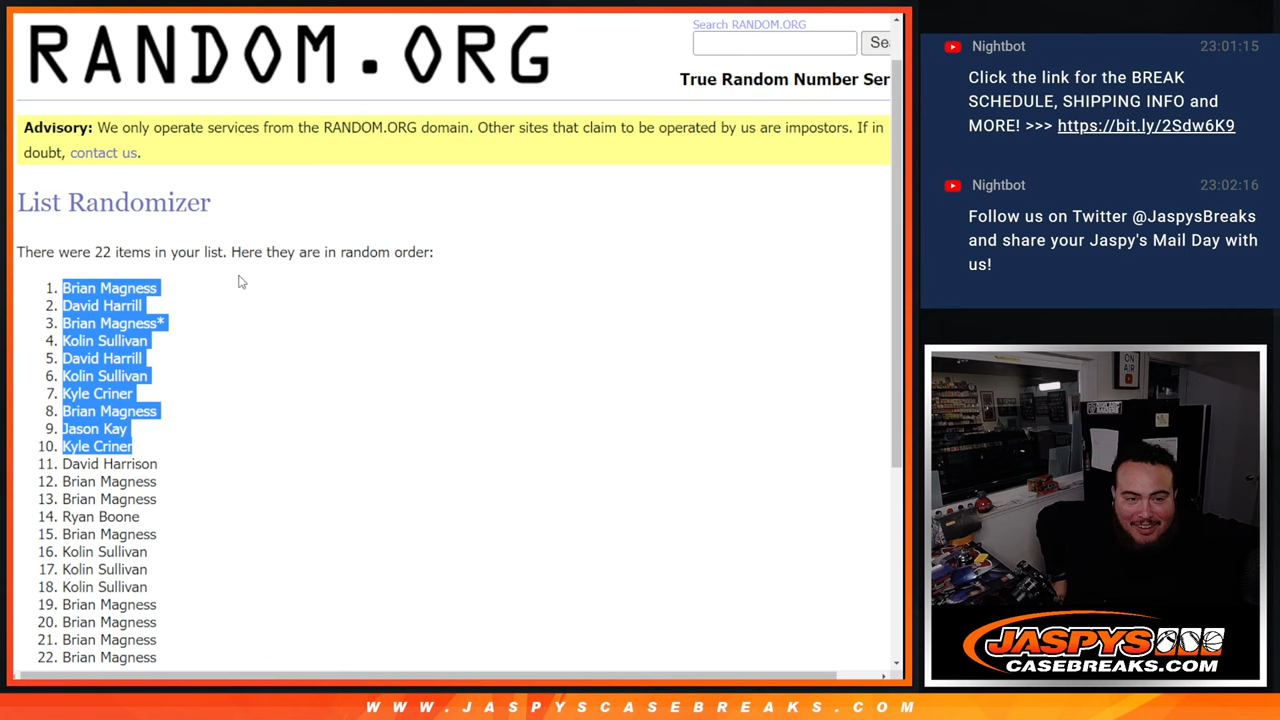 RANDOM.ORG
Search RANDOM.ORG
Sea
True Random Number Ser
Advisory: We only operate services from the RANDOM.ORG domain. Other sites that claim to be operated by us are impostors. If in
doubt, contact us.
List Randomizer
There were 22 items in your list. Here they are in random order:
1. Brian Magness
2. David Harrill
3. Brian Magness*
4. Kolin Sullivan
5. David Harrill
6. Kolin Sullivan
7. Kyle Criner
8. Brian Magness
9. Jason Kay
10. Kyle Criner
11. David Harrison
12. Brian Magness
13. Brian Magness
14. Ryan Boone
15. Brian Magness
16. Kolin Sullivan
17. Kolin Sullivan
18. Kolin Sullivan
19. Brian Magness
20. Brian Magness
21. Brian Magness
22. Brian Magness
Nightbot 23:01:15
Click the link for the BREAK
SCHEDULE, SHIPPING INFO and
MORE! >>> https://bit.ly/2Sdw6K9
Nightbot 23:02:16
Follow us on Twitter @JaspysBreaks
and share your Jaspy's Mail Day with
us!
ON
AIR
JASPYS
CASEBREAKS.COM
WWW.JASPYSCASEBREAKS.COM